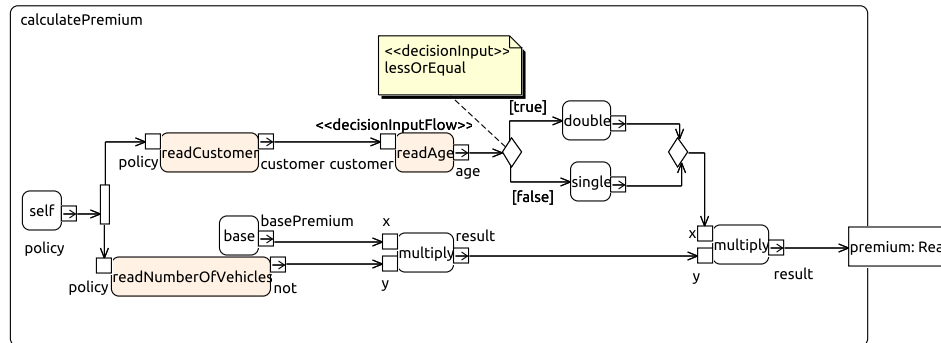 calculatePremium
<<decisionInput>>
lessOrEqual
[true]
double
<<decisionInputFlow>>
policy
readCustomer
customer
customer
readAge
age
[false]
single
self
policy
base
basePremium
x
multiply
result
y
policy
readNumberOfVehicles
not
x
multiply
y
result
premium: Rea